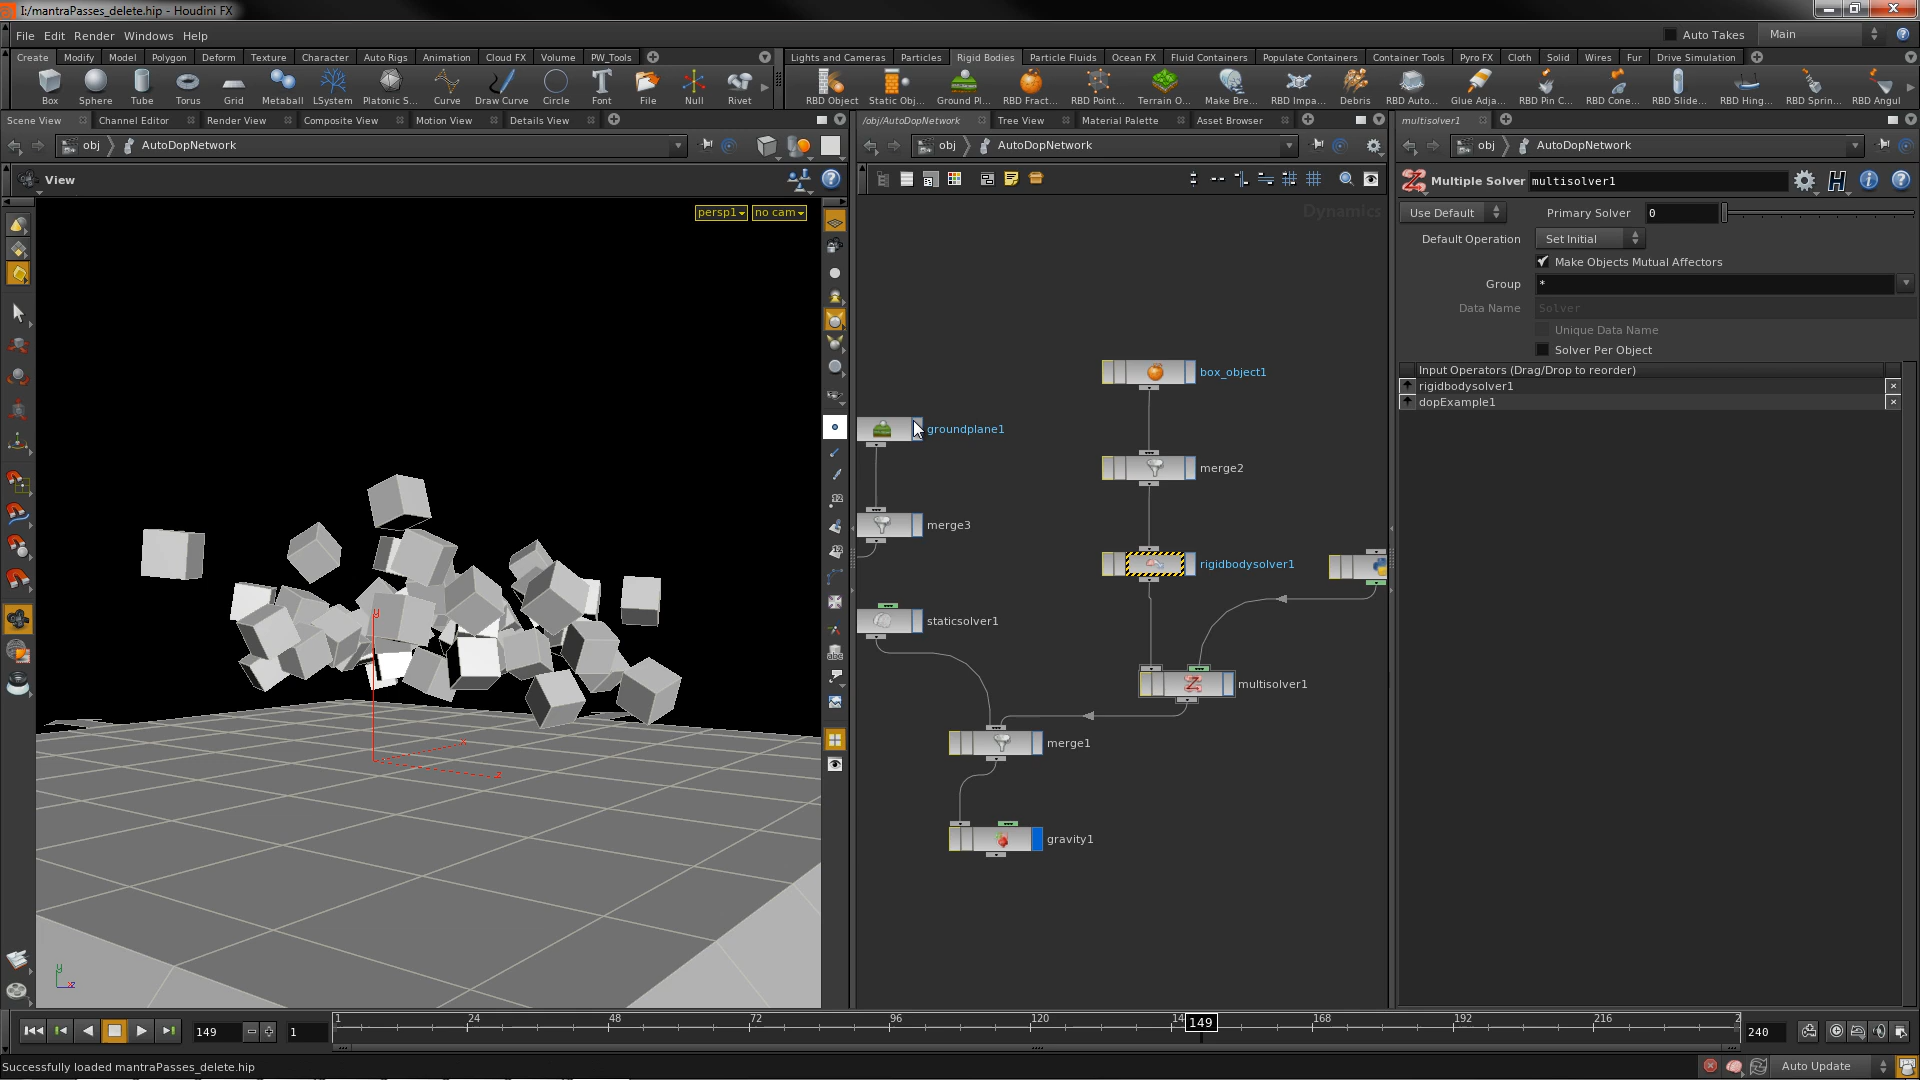 I:/mantraPasses_delete.hip - Houdini FX
File Edit Render Windows Help
Auto Takes Main
Create Modify Model Polygon Deform Texture Character Auto Rigs Animation Cloud FX Volume PW_Tools
Lights and Cameras Particles Rigid Bodies Particle Fluids Ocean FX Fluid Containers Populate Containers Container Tools Pyro FX Cloth Solid Wires Fur Drive Simulation
Box Sphere Tube Torus Grid Metaball LSystem Platonic S... Curve Draw Curve Circle Font File Null Rivet
RBD Object Static Obj... Ground Pl... RBD Fract... RBD Point... Terrain O... Make Bre... RBD Impa... Debris RBD Auto... Glue Adja... RBD Pin C... RBD Cone... RBD Slide... RBD Hing... RBD Sprin... RBD Angul
Scene View Channel Editor Render View Composite View Motion View Details View
/obj/AutoDopNetwork Tree View Material Palette Asset Browser
multisolver1
obj AutoDopNetwork
obj AutoDopNetwork
obj AutoDopNetwork
View
persp1 no cam
Dynamics
Multiple Solver multisolver1
Use Default Primary Solver 0
Default Operation Set Initial
Make Objects Mutual Affectors
Group *
Data Name Solver
Unique Data Name
Solver Per Object
Input Operators (Drag/Drop to reorder)
rigidbodysolver1
dopExample1
box_object1
groundplane1
merge2
merge3
rigidbodysolver1
staticsolver1
multisolver1
merge1
gravity1
y
x
z
y
z
149 1 1 24 48 72 96 120 14 149 168 192 216 2 240
Successfully loaded mantraPasses_delete.hip
Auto Update